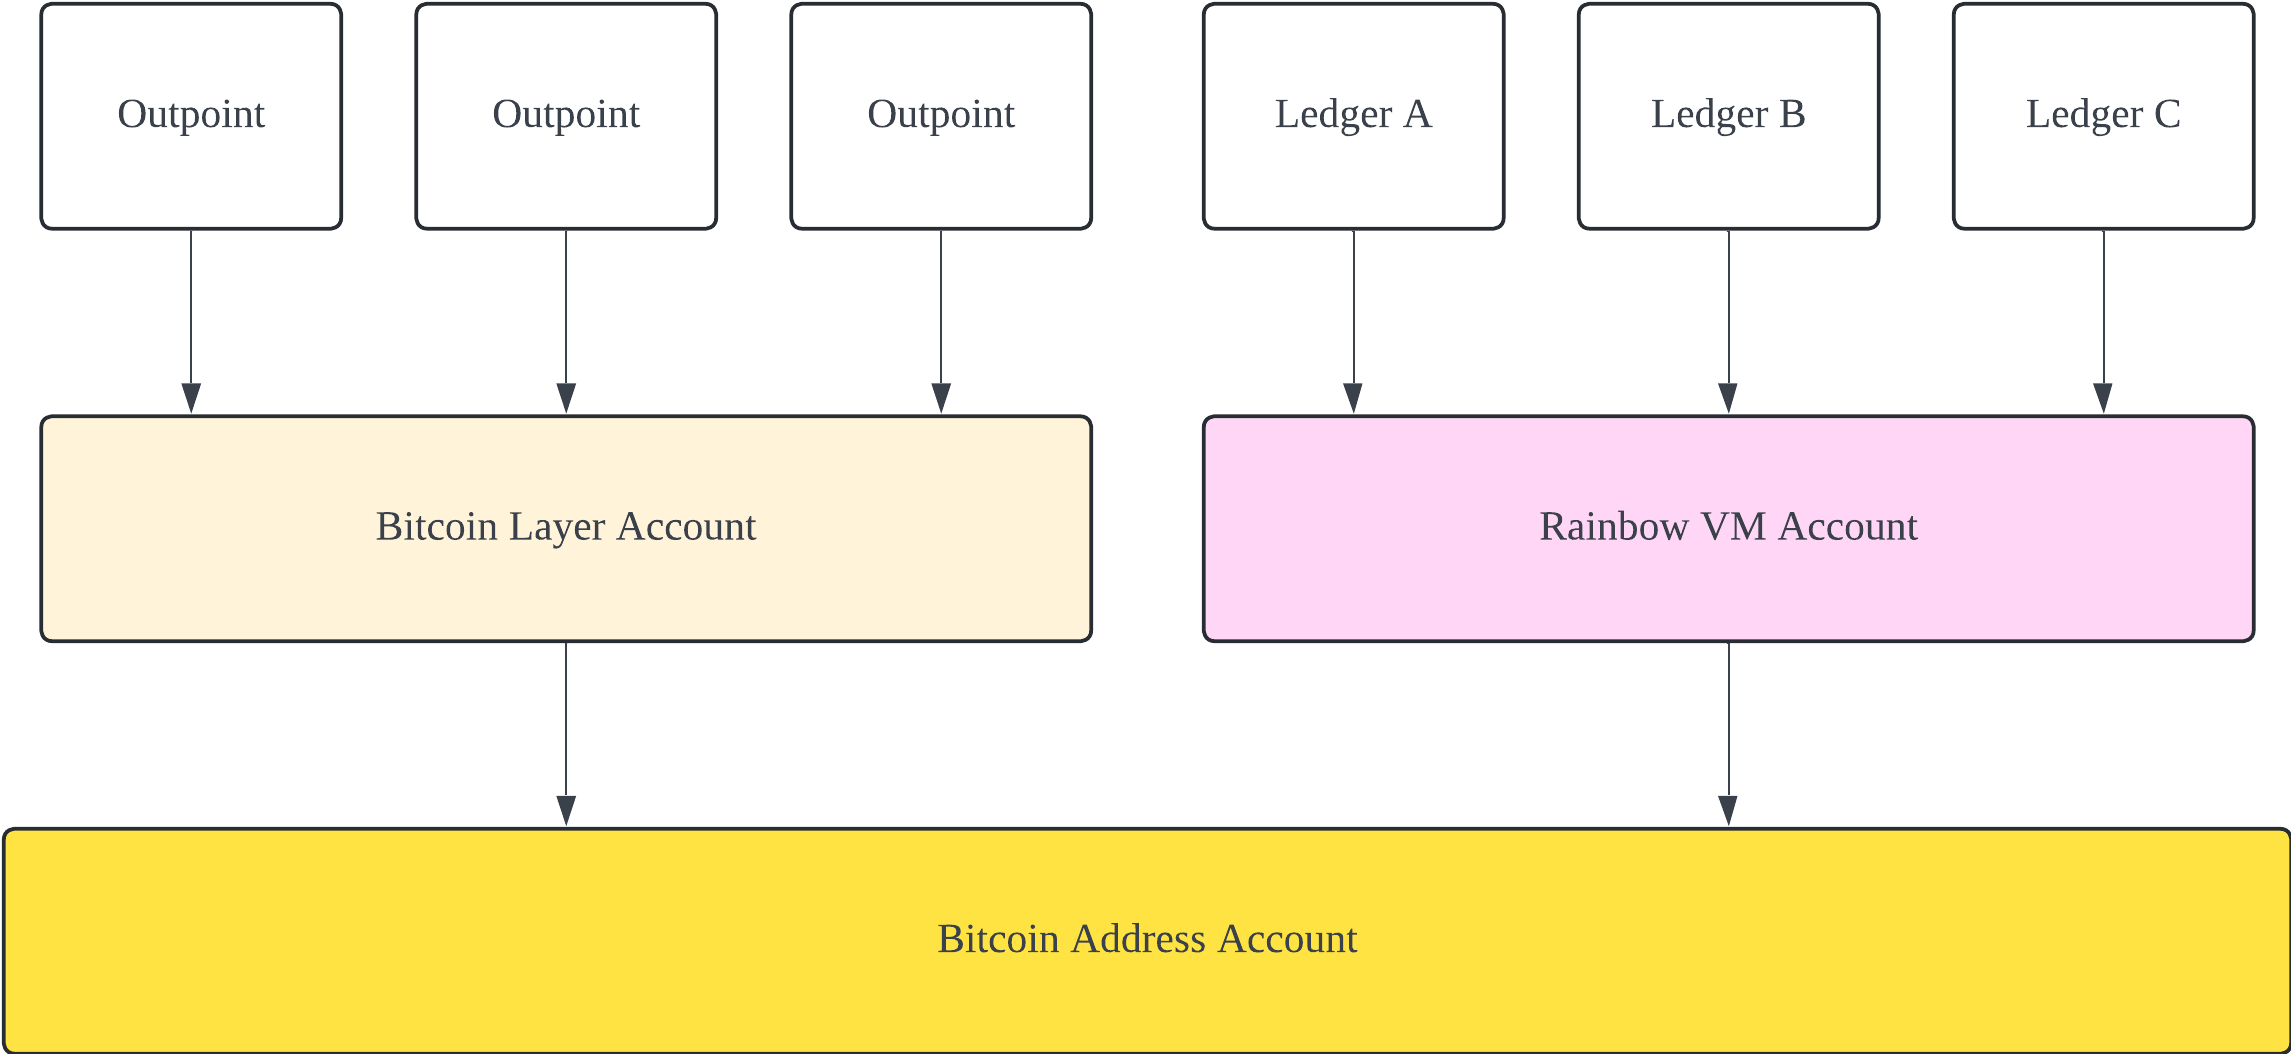 Outpoint
Outpoint
Outpoint
Ledger A
Ledger B
Ledger C
Bitcoin Layer Account
Rainbow VM Account
Bitcoin Address Account